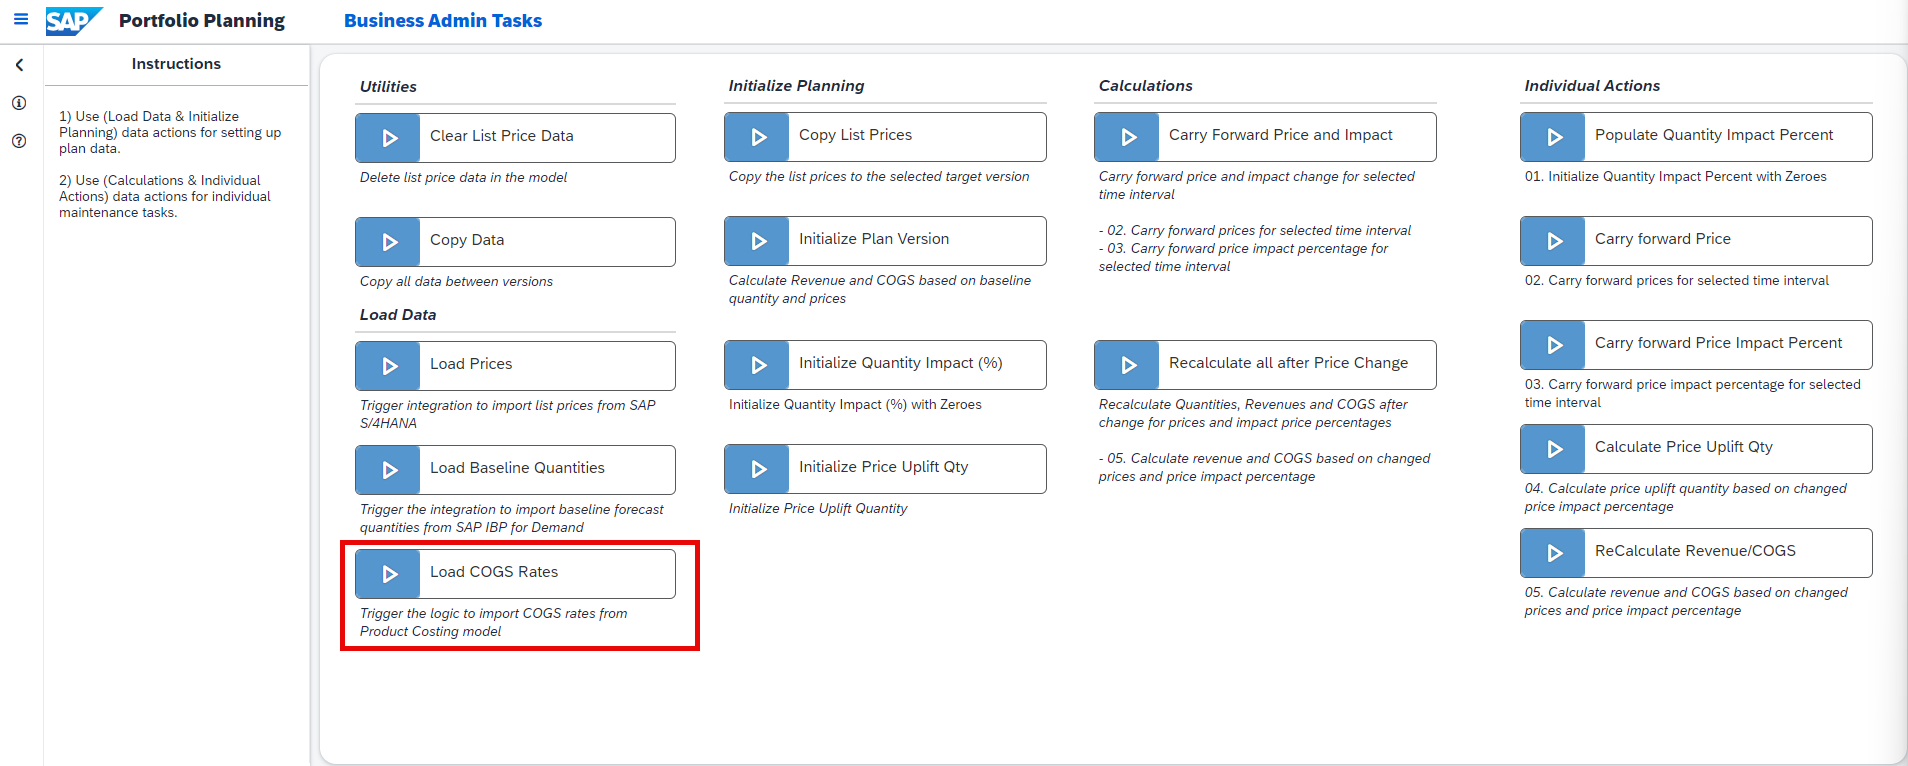 SAP
Portfolio Planning
Business Admin Tasks
Instructions
1) Use (Load Data & Initialize
Planning) data actions for setting up
plan data.
2) Use (Calculations & Individual
Actions) data actions for individual
maintenance tasks.
Utilities
Clear List Price Data
Delete list price data in the model
Copy Data
Copy all data between versions
Load Data
Load Prices
Trigger integration to import list prices from SAP
S/4HANA
Load Baseline Quantities
Trigger the integration to import baseline forecast
quantities from SAP IBP for Demand
Load COGS Rates
Trigger the logic to import COGS rates from
Product Costing model
Initialize Planning
Copy List Prices
Copy the list prices to the selected target version
Initialize Plan Version
Calculate Revenue and COGS based on baseline
quantity and prices
Initialize Quantity Impact (%)
Initialize Quantity Impact (%) with Zeroes
Initialize Price Uplift Qty
Initialize Price Uplift Quantity
Calculations
Carry Forward Price and Impact
Carry forward price and impact change for selected
time interval
- 02. Carry forward prices for selected time interval
- 03. Carry forward price impact percentage for
selected time interval
Recalculate all after Price Change
Recalculate Quantities, Revenues and COGS after
change for prices and impact price percentages
- 05. Calculate revenue and COGS based on changed
prices and price impact percentage
Individual Actions
Populate Quantity Impact Percent
01. Initialize Quantity Impact Percent with Zeroes
Carry forward Price
02. Carry forward prices for selected time interval
Carry forward Price Impact Percent
03. Carry forward price impact percentage for selected
time interval
Calculate Price Uplift Qty
04. Calculate price uplift quantity based on changed
price impact percentage
ReCalculate Revenue/COGS
05. Calculate revenue and COGS based on changed
prices and price impact percentage